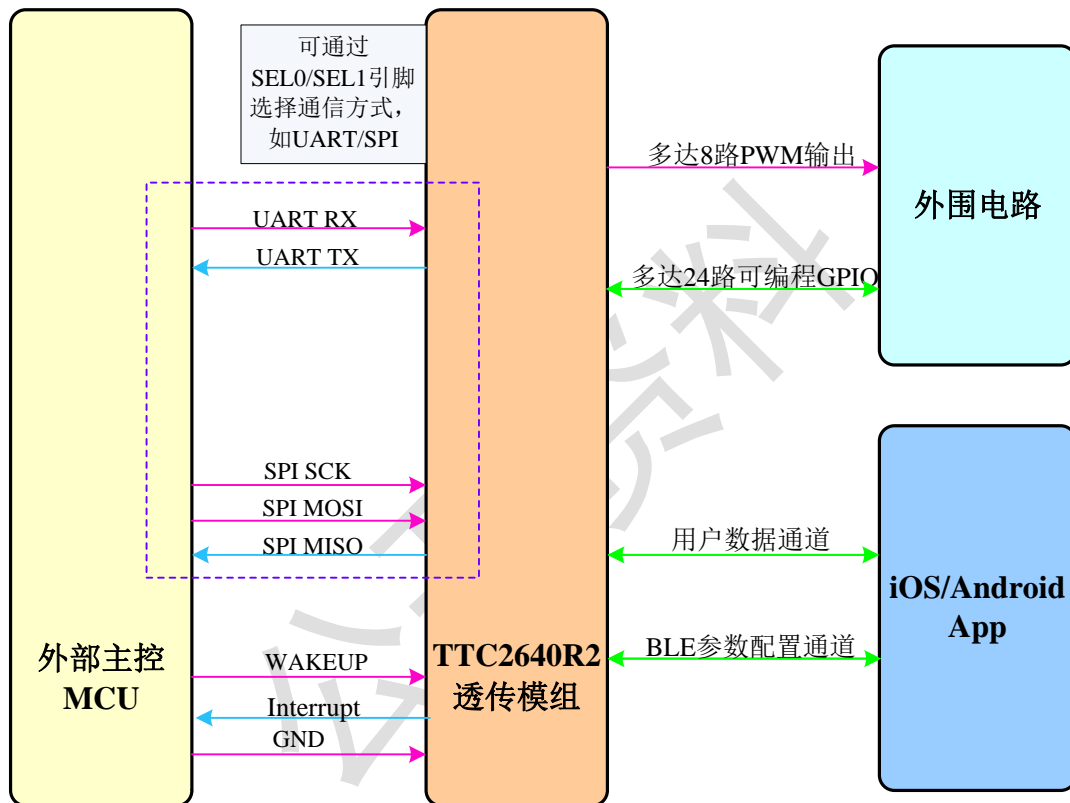 可通过
SEL0/SEL1引脚
选择通信方式，
如UART/SPI
UART RX
UART TX
SPI SCK
SPI MOSI
SPI MISO
WAKEUP
Interrupt
GND
外部主控
MCU
TTC2640R2
透传模组
多达8路PWM输出
多达24路可编程GPIO
外围电路
用户数据通道
BLE参数配置通道
iOS/Android
App